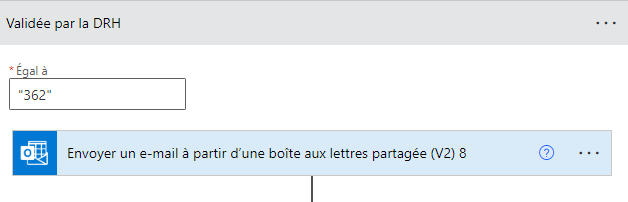 Validée par la DRH
* Égal à
"362"
Envoyer un e-mail à partir d'une boîte aux lettres partagée (V2) 8